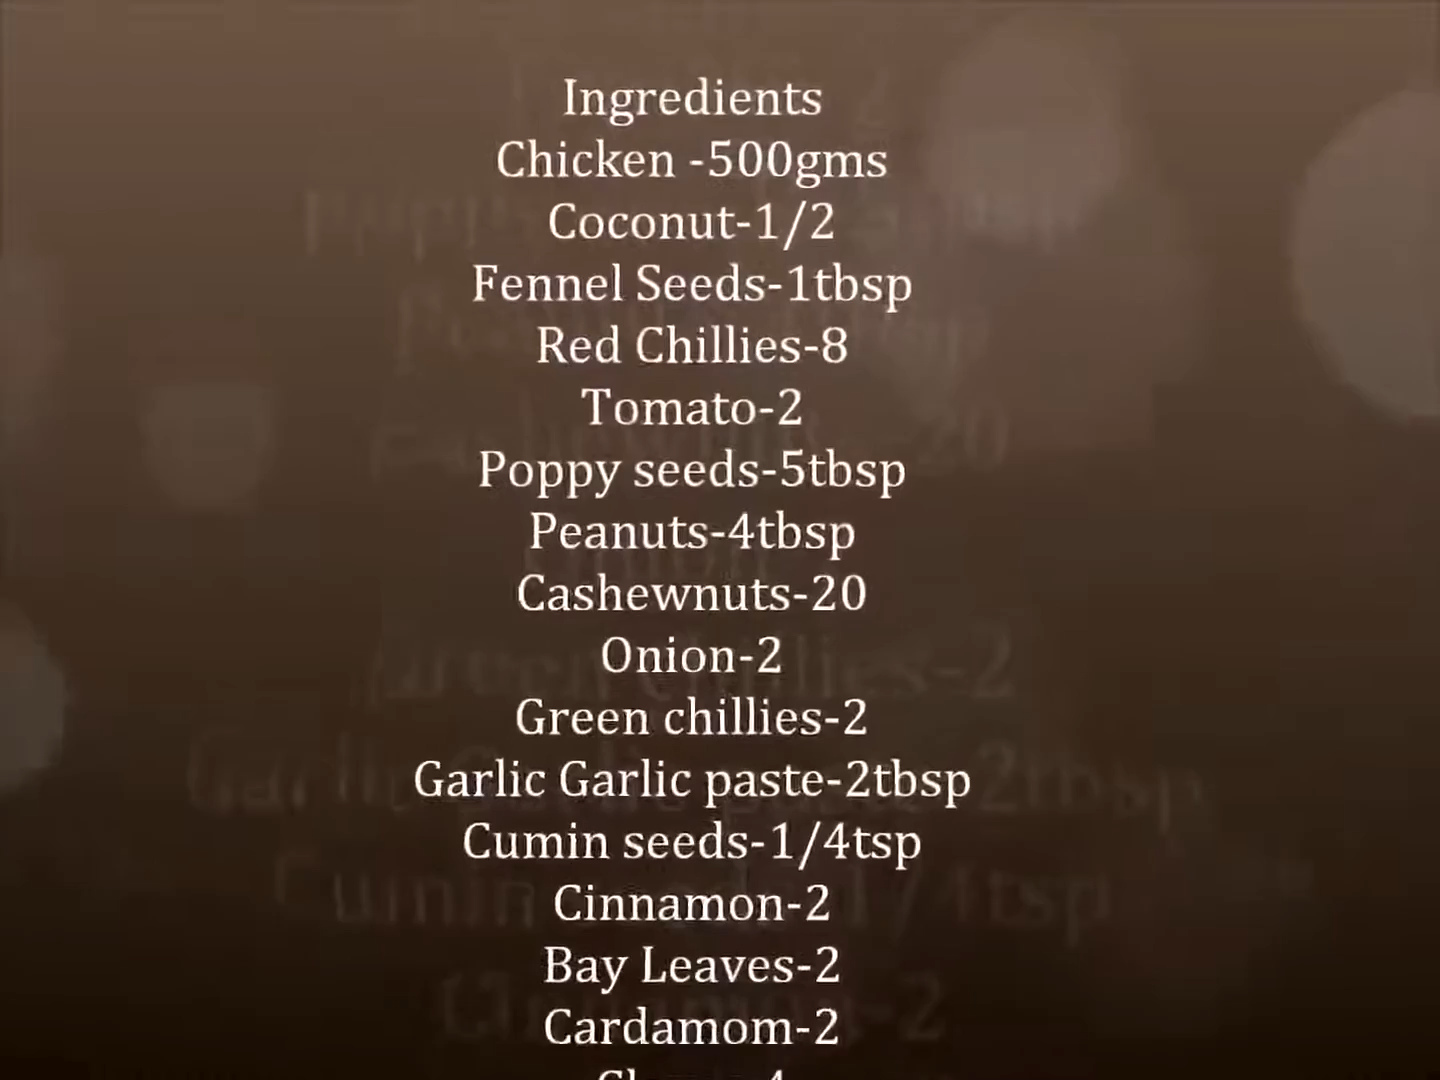 Ingredients
Chicken -500gms
Coconut-1/2
Fennel Seeds-1tbsp
Red Chillies-8
Tomato-2
Poppy seeds-5tbsp
Peanuts-4tbsp
Cashewnuts-20
Onion-2
Green chillies-2
Garlic Garlic paste-2tbsp
Cumin seeds-1/4tsp
Cinnamon-2
Bay Leaves-2
Cardamom-2